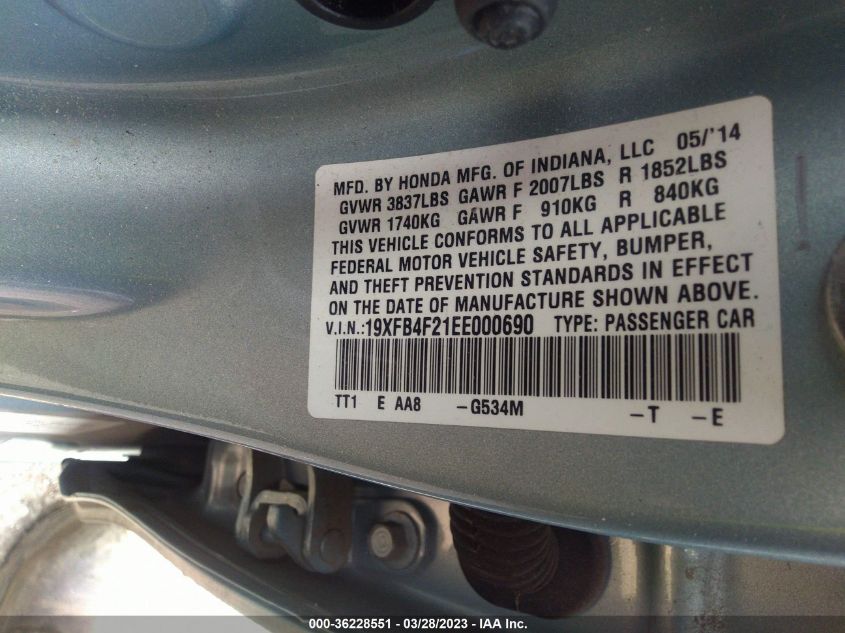 MFD. BY HONDA MFG. OF INDIANA, LLC 05/'14
GVWR 3837LBS GAWR F 2007LBS R 1852LBS
GVWR 1740KG GAWR F 910KG R 840KG
THIS VEHICLE CONFORMS TO ALL APPLICABLE
FEDERAL MOTOR VEHICLE SAFETY, BUMPER,
AND THEFT PREVENTION STANDARDS IN EFFECT
ON THE DATE OF MANUFACTURE SHOWN ABOVE.
V.I.N.:19XFB4F21EE000690 TYPE: PASSENGER CAR
TT1 E AA8 -G534M -T -E
000-36228551 / 03/28/2023 / IAA Inc.